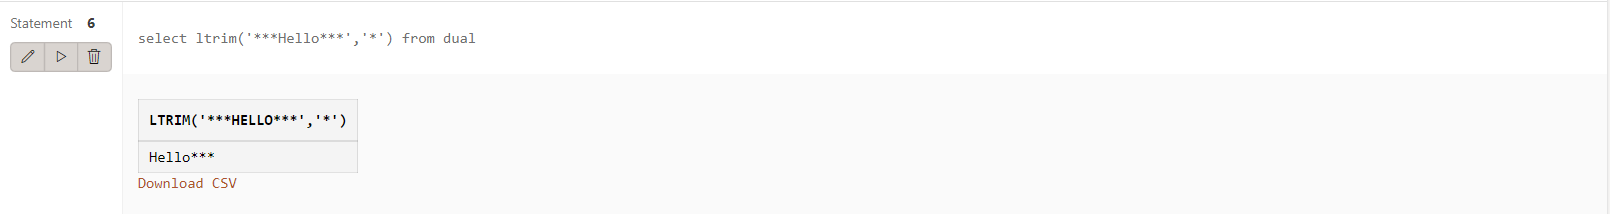 Statement 6
select ltrim('***Hello***','*') from dual
LTRIM('***HELLO***','*')
Hello***
Download CSV